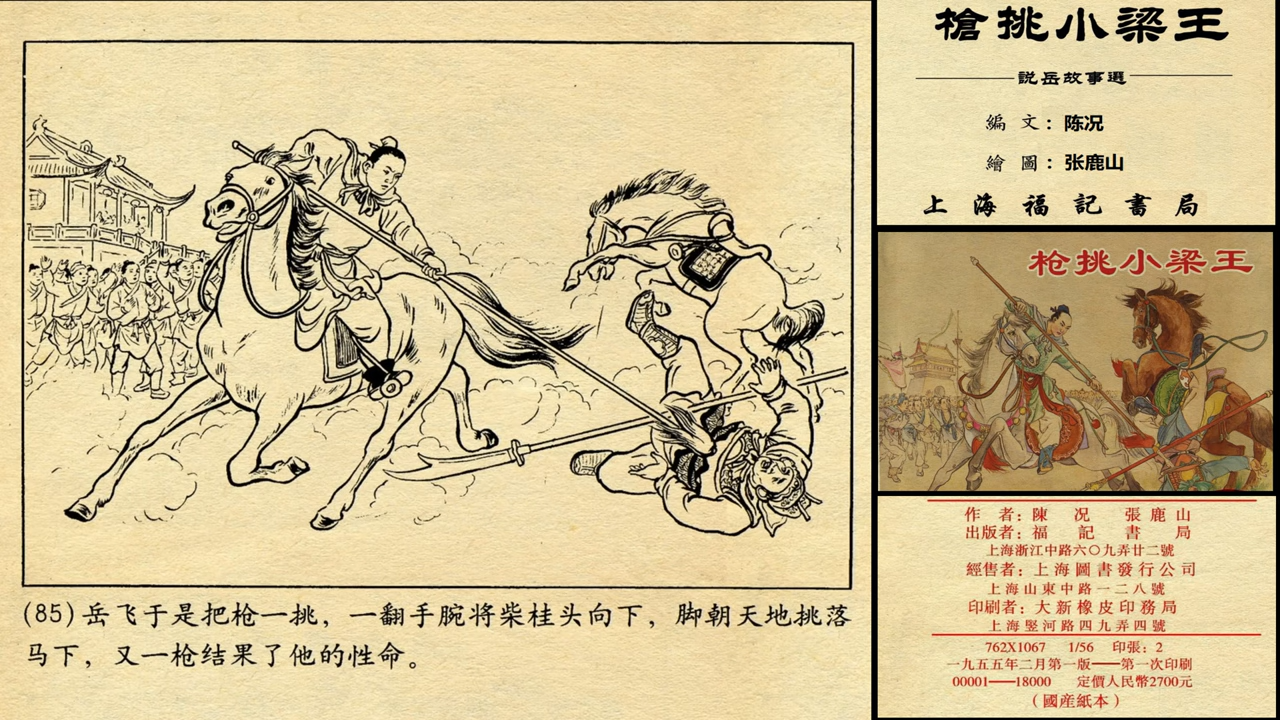 (85)岳飞于是把枪一挑，一翻手腕将柴桂头向下，脚朝天地挑落
马下，又一枪结果了他的性命。
槍挑小梁王
說岳故事選
編 文：陈况
繪 圖：张鹿山
上海福記書局
枪挑小梁王
作 者：陳 况 張鹿山
出版者：福記書局
上海浙江中路六〇九弄廿二號
經售者：上海圖書發行公司
上海山東中路一二八號
印刷者：大新橡皮印務局
上海竪河路四九弄四號
762X1067 1/56 印張：2
一九五五年二月第一版——第一次印刷
00001——18000 定價人民幣2700元
（國産紙本）